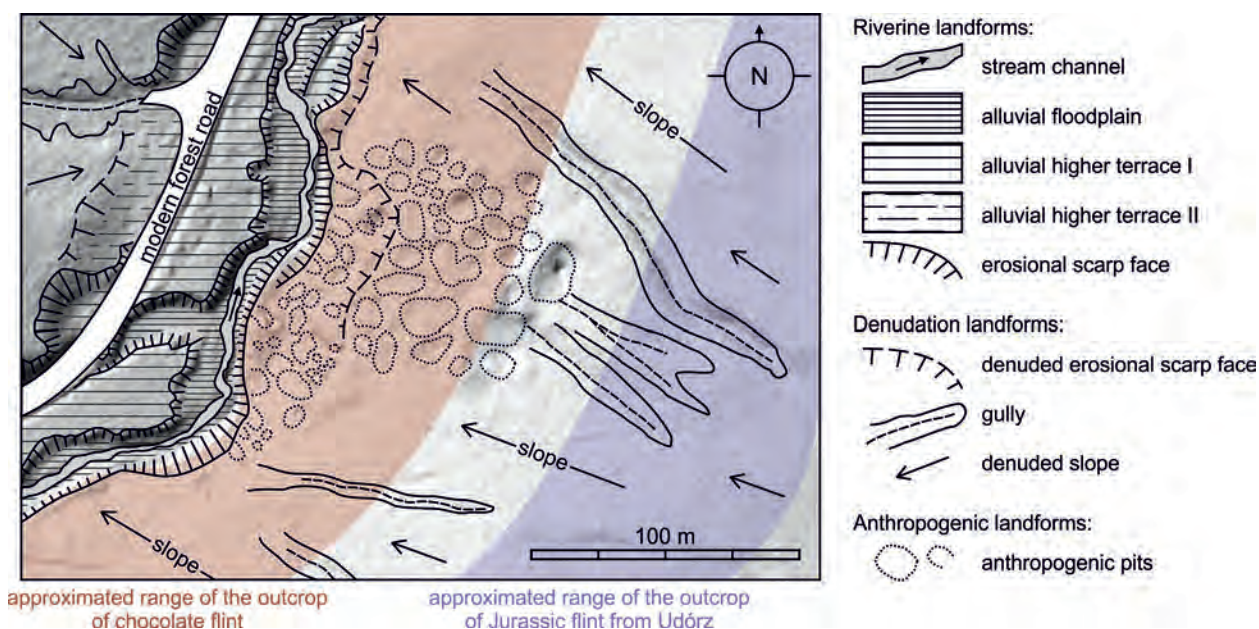 modern forest road
slope
slope
slope
N
100 m
approximated range of the outcrop
of chocolate flint
approximated range of the outcrop
of Jurassic flint from Udórz
Riverine landforms:
stream channel
alluvial floodplain
alluvial higher terrace I
alluvial higher terrace II
erosional scarp face
Denudation landforms:
denuded erosional scarp face
gully
denuded slope
Anthropogenic landforms:
anthropogenic pits